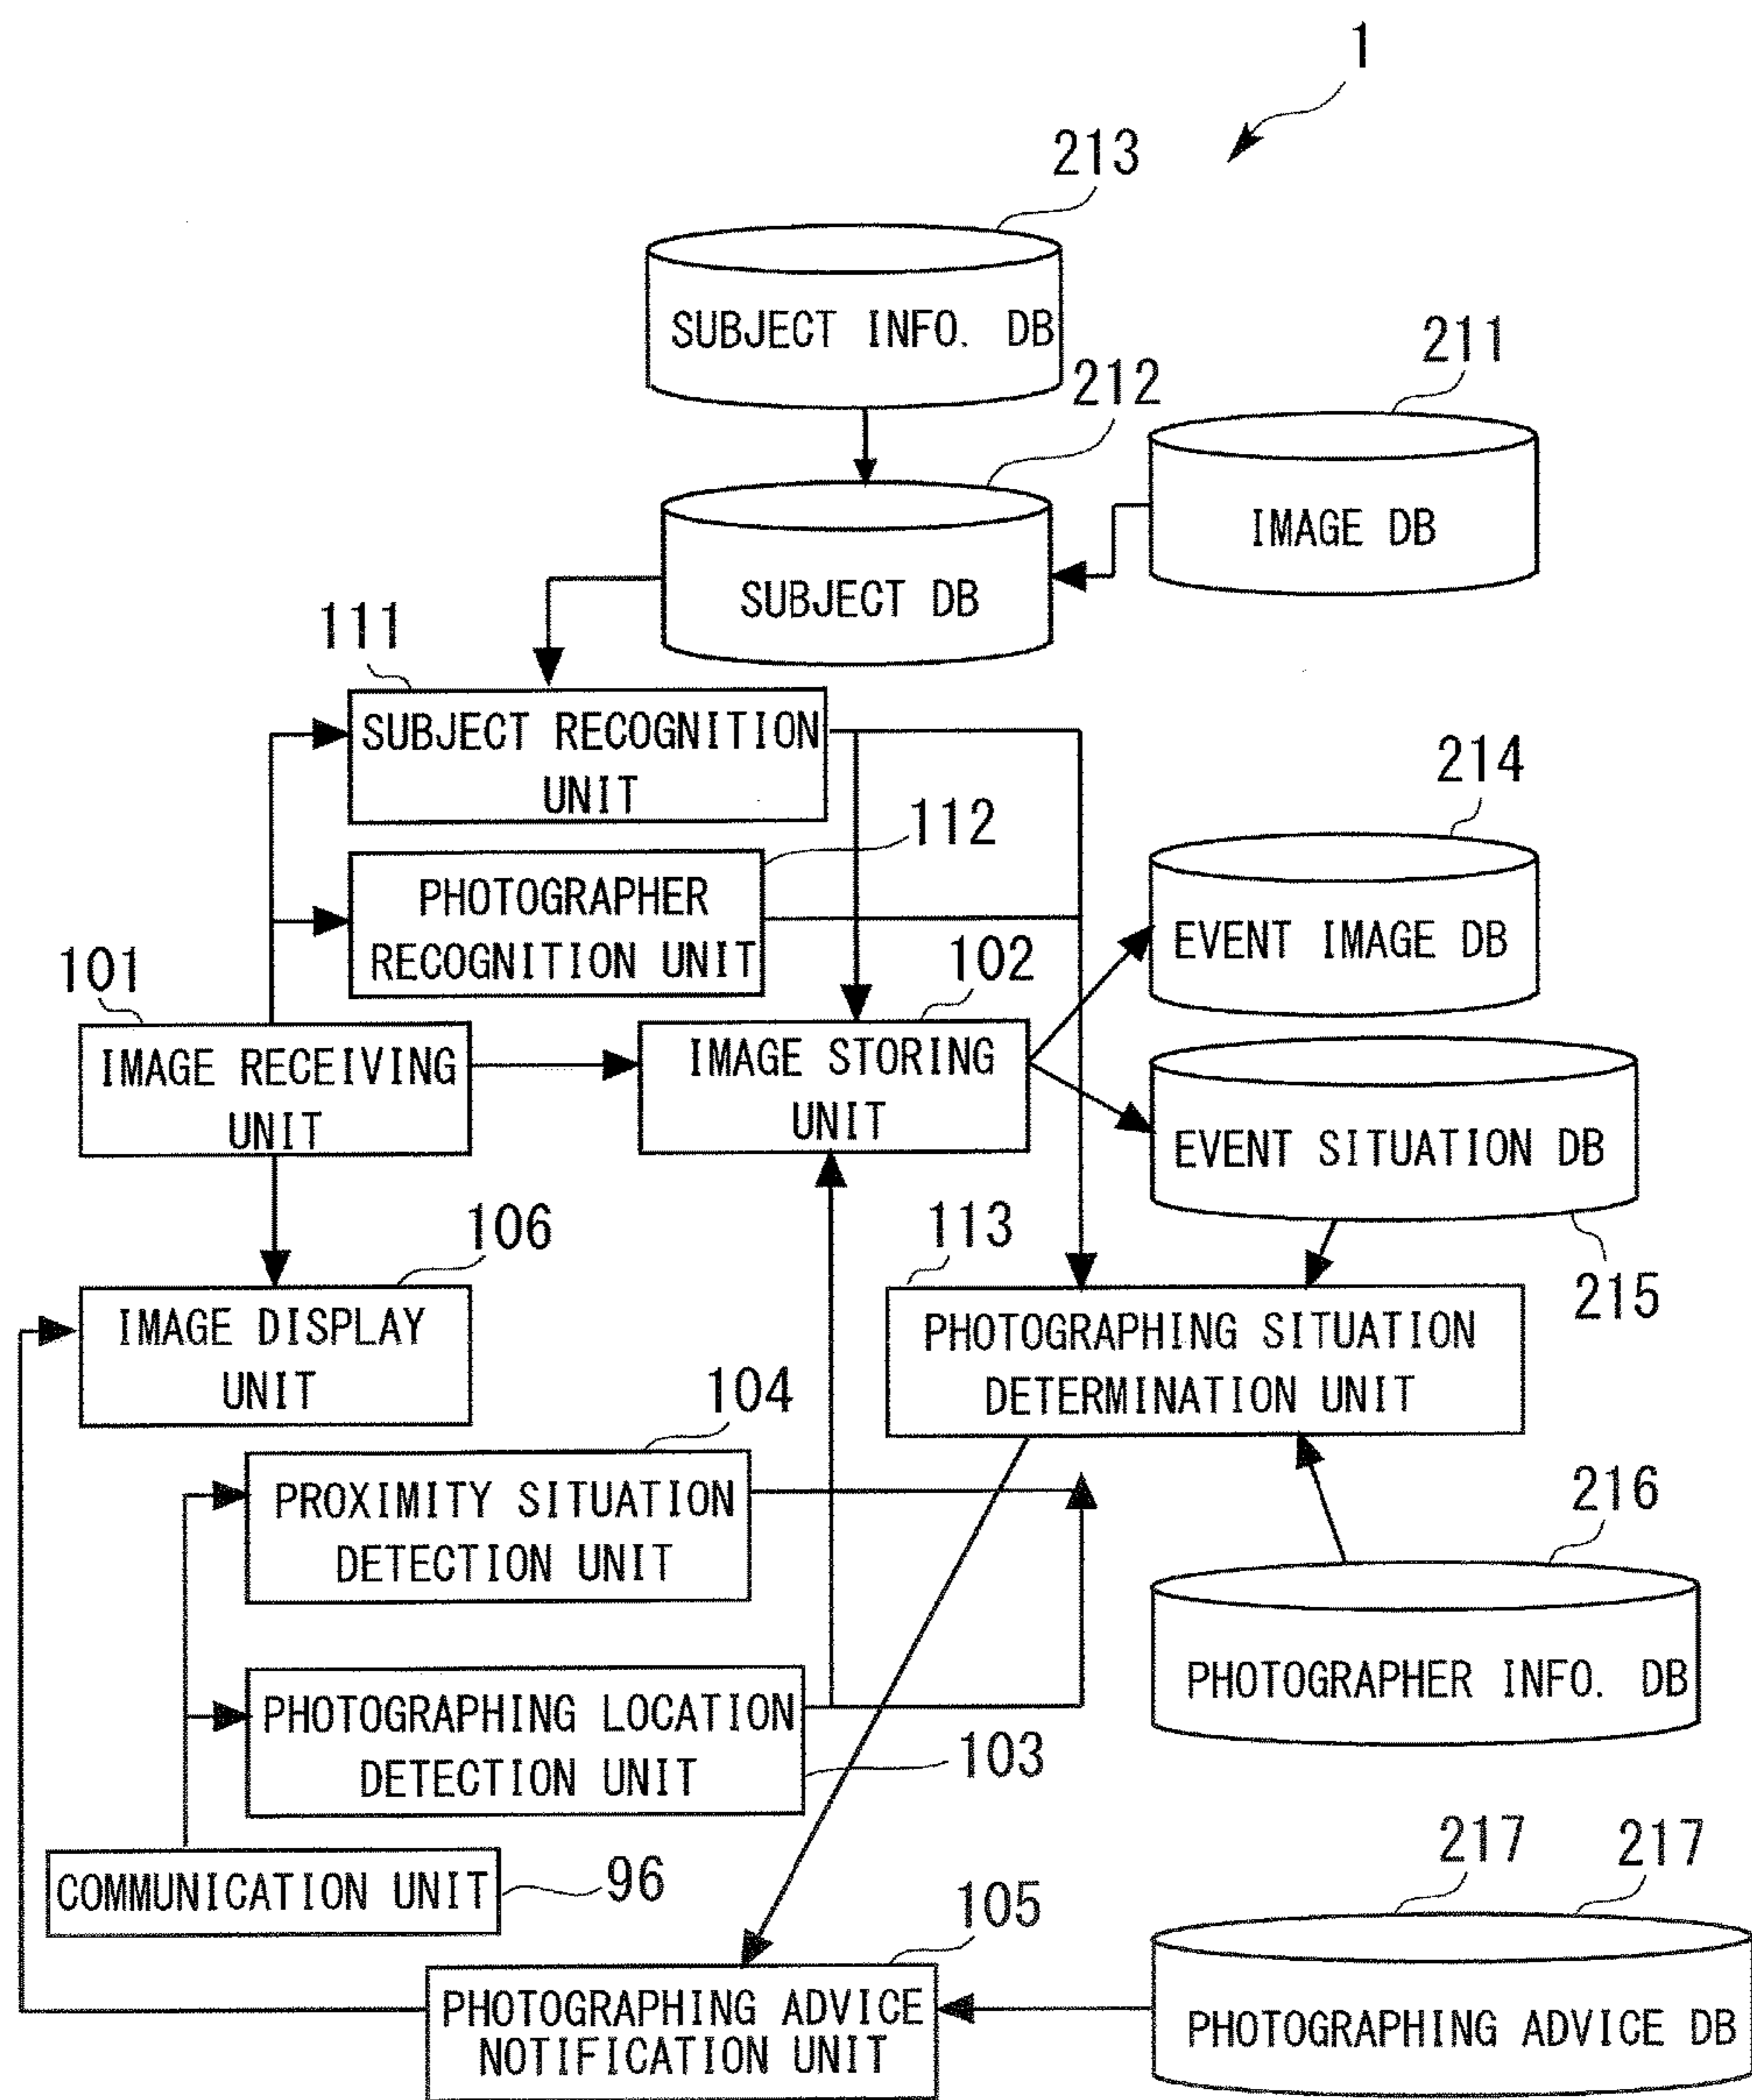 1
213
SUBJECT INFO. DB
211
212
IMAGE DB
SUBJECT DB
111
SUBJECT RECOGNITION
UNIT
214
112
PHOTOGRAPHER
RECOGNITION UNIT
EVENT IMAGE DB
101
102
IMAGE RECEIVING
UNIT
IMAGE STORING
UNIT
EVENT SITUATION DB
106
113
215
IMAGE DISPLAY
UNIT
PHOTOGRAPHING SITUATION
DETERMINATION UNIT
104
PROXIMITY SITUATION
DETECTION UNIT
216
PHOTOGRAPHER INFO. DB
PHOTOGRAPHING LOCATION
DETECTION UNIT
103
COMMUNICATION UNIT
96
217
217
105
PHOTOGRAPHING ADVICE
NOTIFICATION UNIT
PHOTOGRAPHING ADVICE DB